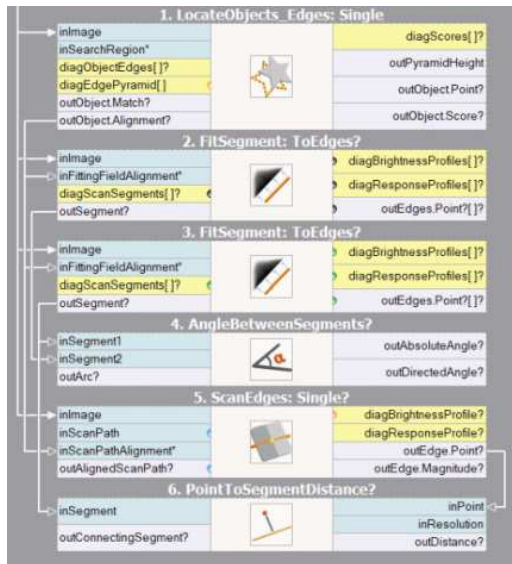 1. LocateObjects_Edges: Single
inImage
inSearchRegion*
diagObjectEdges[]?
diagEdgePyramid[]
outObject.Match?
outObject.Alignment?
diagScores[]?
outPyramidHeight
outObject.Point?
outObject.Score?
2. FitSegment: ToEdges?
inImage
inFittingFieldAlignment*
diagScanSegments[]?
outSegment?
diagBrightnessProfiles[]?
diagResponseProfiles[]?
outEdges.Point?[]?
3. FitSegment: ToEdges?
inImage
inFittingFieldAlignment*
diagScanSegments[]?
outSegment?
diagBrightnessProfiles[]?
diagResponseProfiles[]?
outEdges.Point?[]?
4. AngleBetweenSegments?
inSegment1
inSegment2
outArc?
α
outAbsoluteAngle?
outDirectedAngle?
5. ScanEdges: Single?
inImage
inScanPath
inScanPathAlignment*
outAlignedScanPath?
diagBrightnessProfile?
diagResponseProfile?
outEdge.Point?
outEdge.Magnitude?
6. PointToSegmentDistance?
inSegment
outConnectingSegment?
inPoint
inResolution
outDistance?